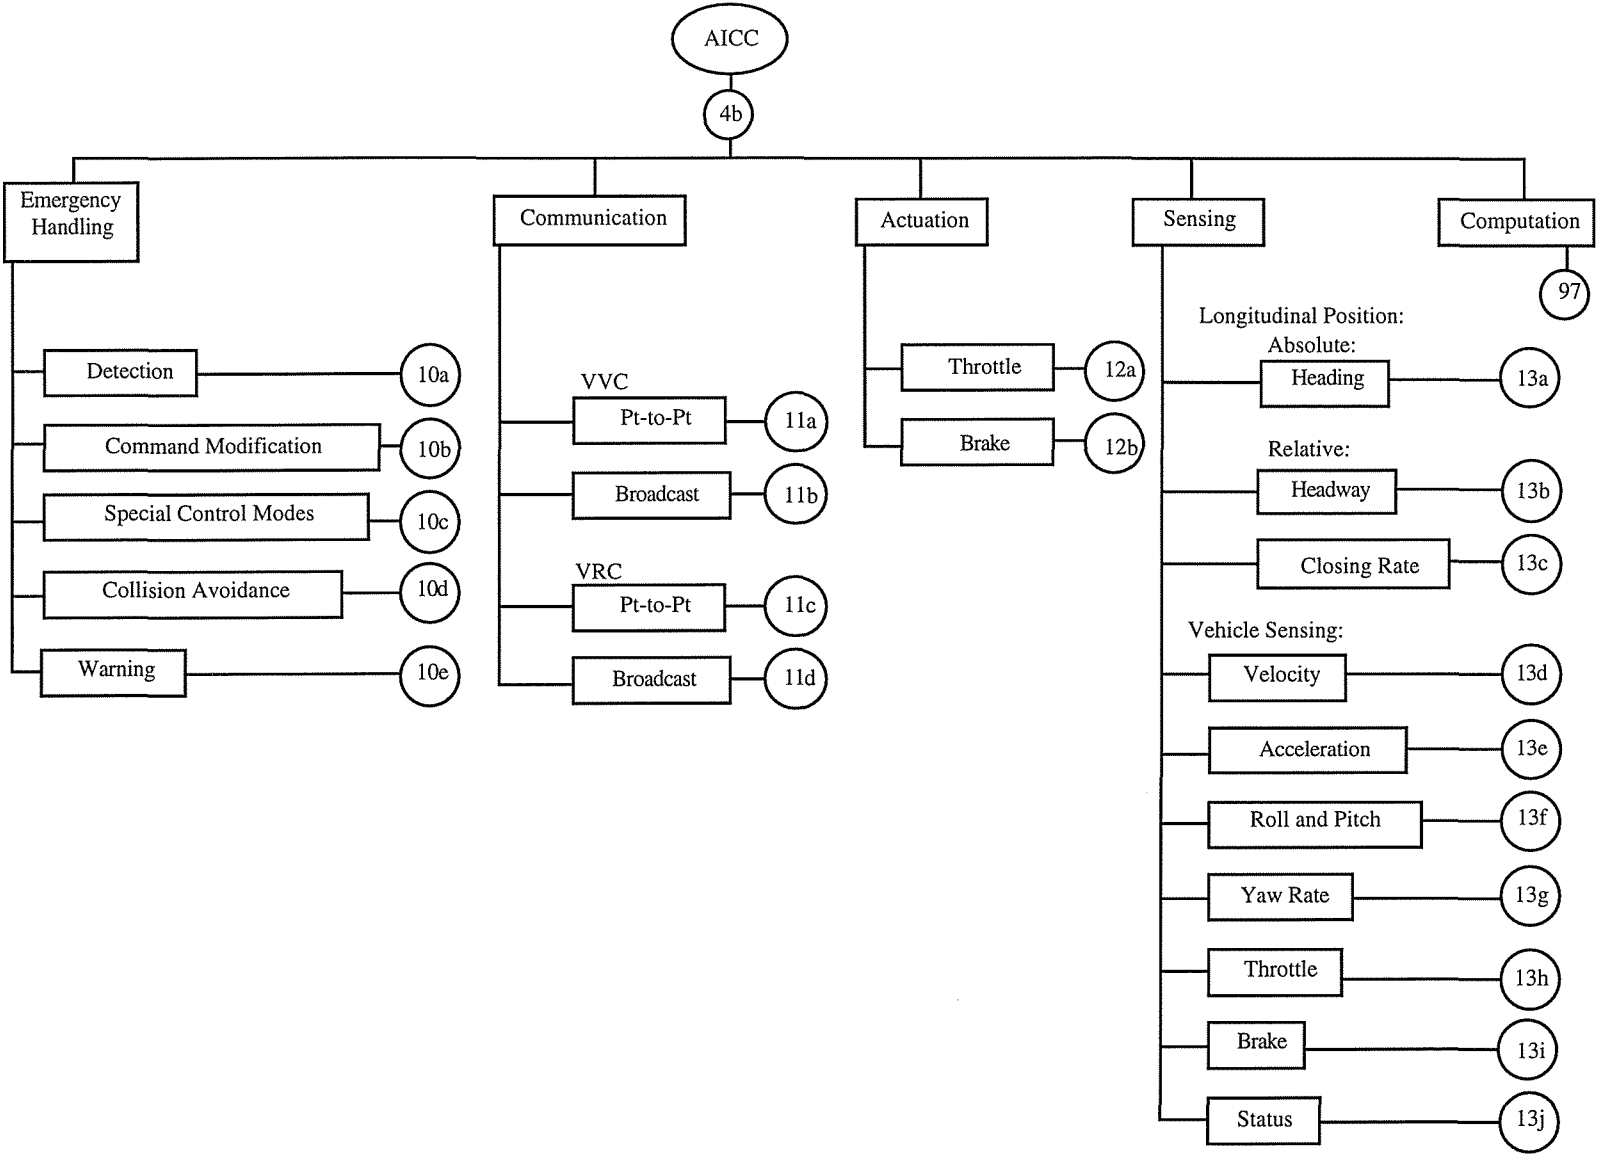 AICC
4b
Emergency
Handling
Detection
10a
Command Modification
10b
Special Control Modes
10c
Collision Avoidance
10d
Warning
10e
Communication
VVC
Pt-to-Pt
11a
Broadcast
11b
VRC
Pt-to-Pt
11c
Broadcast
11d
Actuation
Throttle
12a
Brake
12b
Sensing
Longitudinal Position:
Absolute:
Heading
13a
Relative:
Headway
13b
Closing Rate
13c
Vehicle Sensing:
Velocity
13d
Acceleration
13e
Roll and Pitch
13f
Yaw Rate
13g
Throttle
13h
Brake
13i
Status
13j
Computation
97